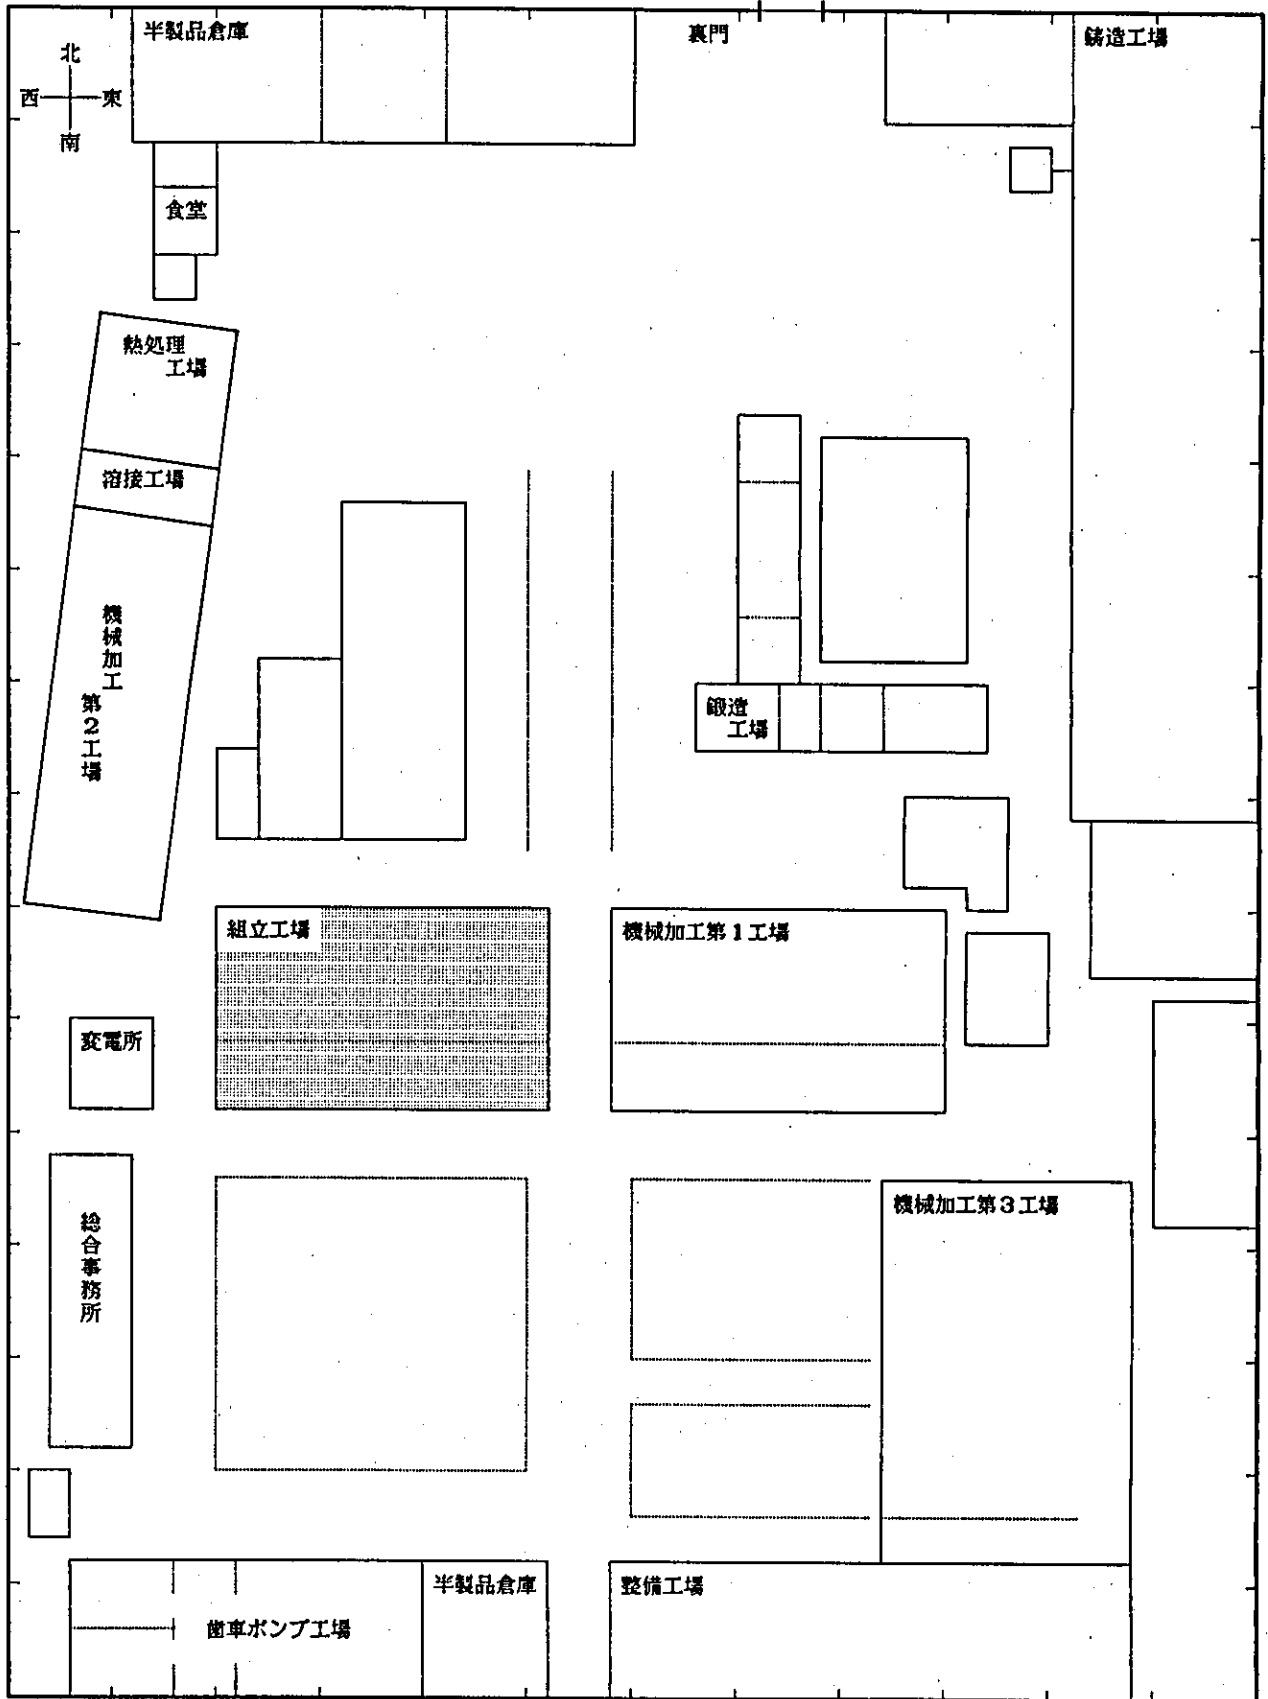 半製品倉庫
裏門
鋳造工場
北
西 東
南
食堂
熱処理
工場
溶接工場
機械加工
第2工場
鍛造
工場
組立工場
機械加工第1工場
変電所
機械加工第3工場
総合事務所
半製品倉庫
整備工場
歯車ポンプ工場